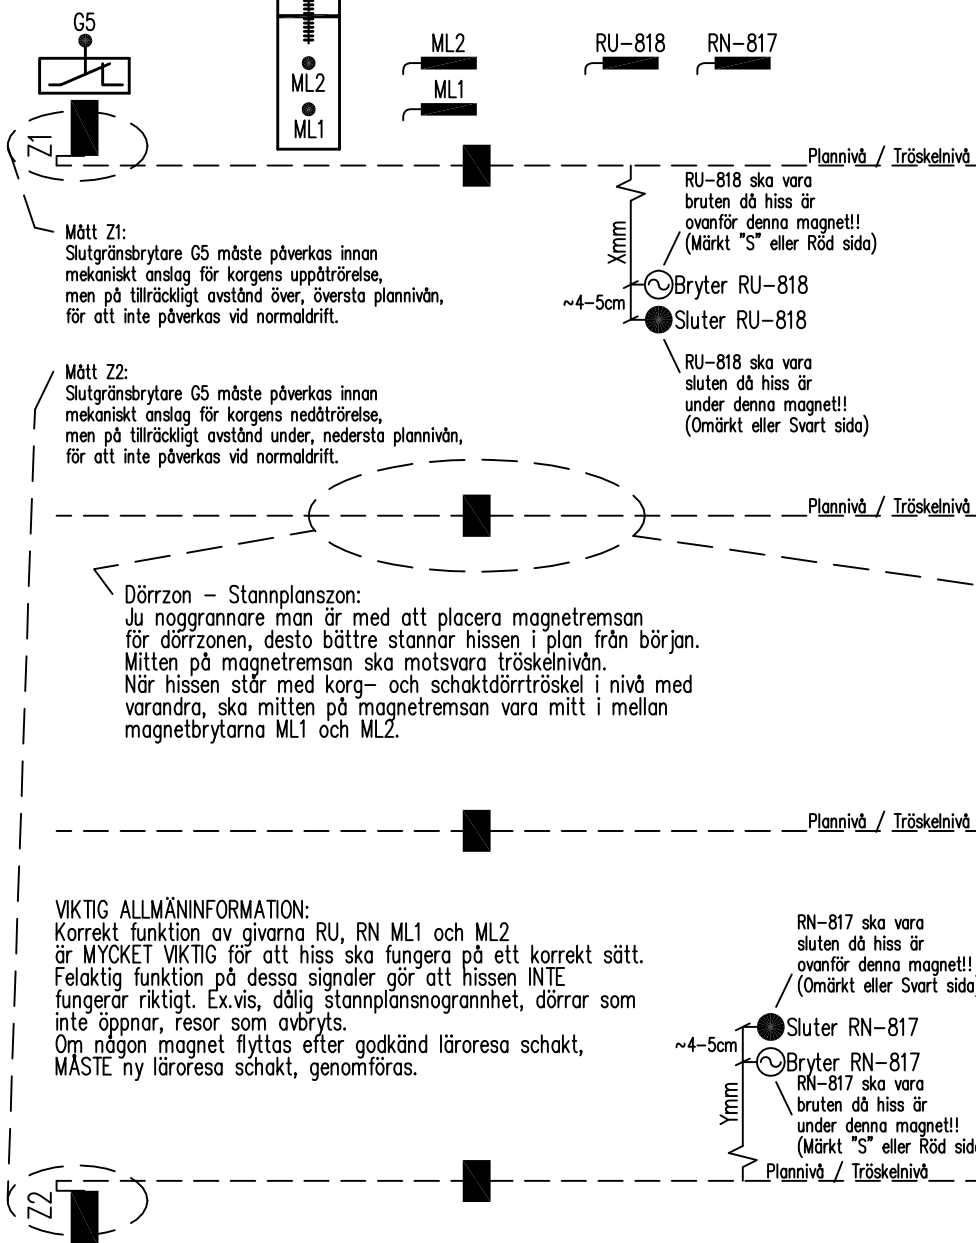 G5
ML2
ML1
ML2
ML1
RU-818
RN-817
Z1
Plannivå / Tröskelnivå
Mått Z1:
Slutgränsbrytare G5 måste påverkas innan
mekaniskt anslag för korgens uppåtrörelse,
men på tillräckligt avstånd över, översta plannivån,
för att inte påverkas vid normaldrift.
Xmm
RU-818 ska vara
bruten då hiss är
ovanför denna magnet!!
(Märkt "S" eller Röd sida)
Bryter RU-818
~4-5cm
Sluter RU-818
RU-818 ska vara
sluten då hiss är
under denna magnet!!
(Omärkt eller Svart sida)
Mått Z2:
Slutgränsbrytare G5 måste påverkas innan
mekaniskt anslag för korgens nedåtrörelse,
men på tillräckligt avstånd under, nedersta plannivån,
för att inte påverkas vid normaldrift.
Plannivå / Tröskelnivå
Dörrzon - Stannplanszon:
Ju noggrannare man är med att placera magnetremsan
för dörrzonen, desto bättre stannar hissen i plan från början.
Mitten på magnetremsan ska motsvara tröskelnivån.
När hissen står med korg- och schaktdörrtröskel i nivå med
varandra, ska mitten på magnetremsan vara mitt i mellan
magnetbrytarna ML1 och ML2.
Plannivå / Tröskelnivå
VIKTIG ALLMÄNINFORMATION:
Korrekt funktion av givarna RU, RN ML1 och ML2
är MYCKET VIKTIG för att hiss ska fungera på ett korrekt sätt.
Felaktig funktion på dessa signaler gör att hissen INTE
fungerar riktigt. Ex.vis, dålig stannplansnogrannhet, dörrar som
inte öppnar, resor som avbryts.
Om någon magnet flyttas efter godkänd läroresa schakt,
MÅSTE ny läroresa schakt, genomföras.
RN-817 ska vara
sluten då hiss är
ovanför denna magnet!!
(Omärkt eller Svart sida)
Sluter RN-817
~4-5cm
Bryter RN-817
Ymm
RN-817 ska vara
bruten då hiss är
under denna magnet!!
(Märkt "S" eller Röd sida
Plannivå / Tröskelnivå
Z2